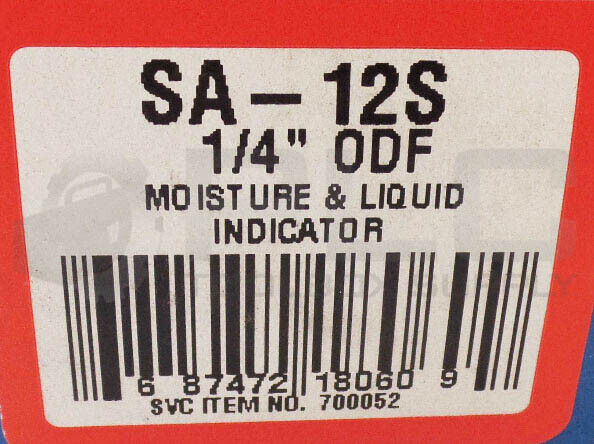 SA-12S
1/4" ODF
MOISTURE & LIQUID
INDICATOR
6 87472 18060 9
SVC ITEM NO. 700052